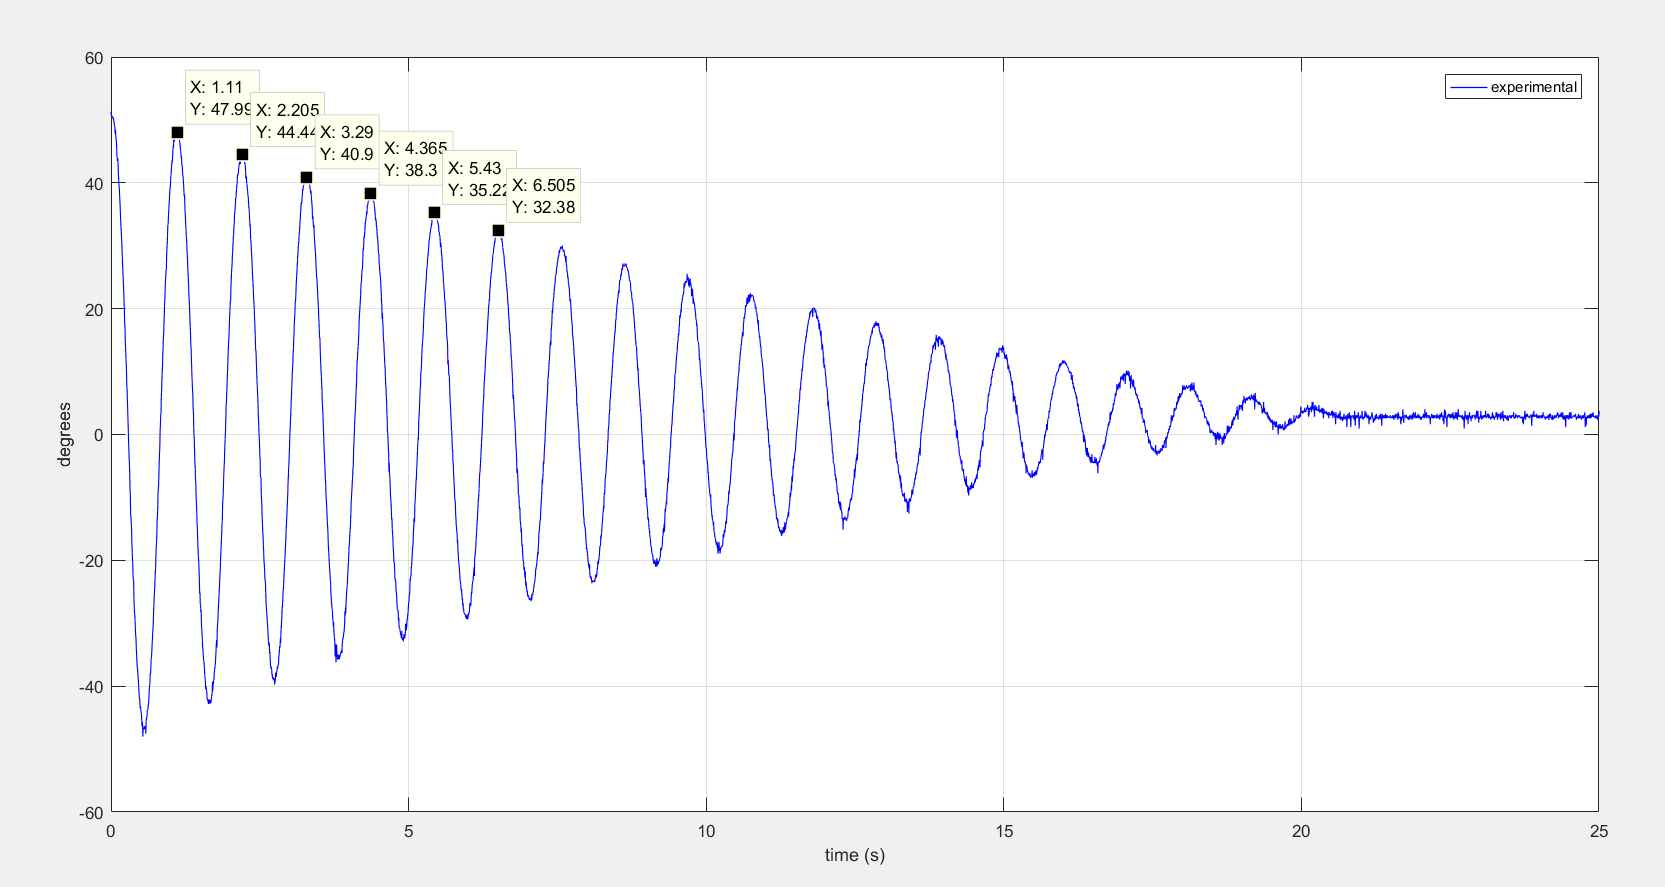 experimental
X: 1.11
Y: 47.99
X: 2.205
Y: 44.44
X: 3.29
Y: 40.9
X: 4.365
Y: 38.3
X: 5.43
Y: 35.22
X: 6.505
Y: 32.38
60
40
20
0
-20
-40
-60
degrees
0
5
10
15
20
25
time (s)